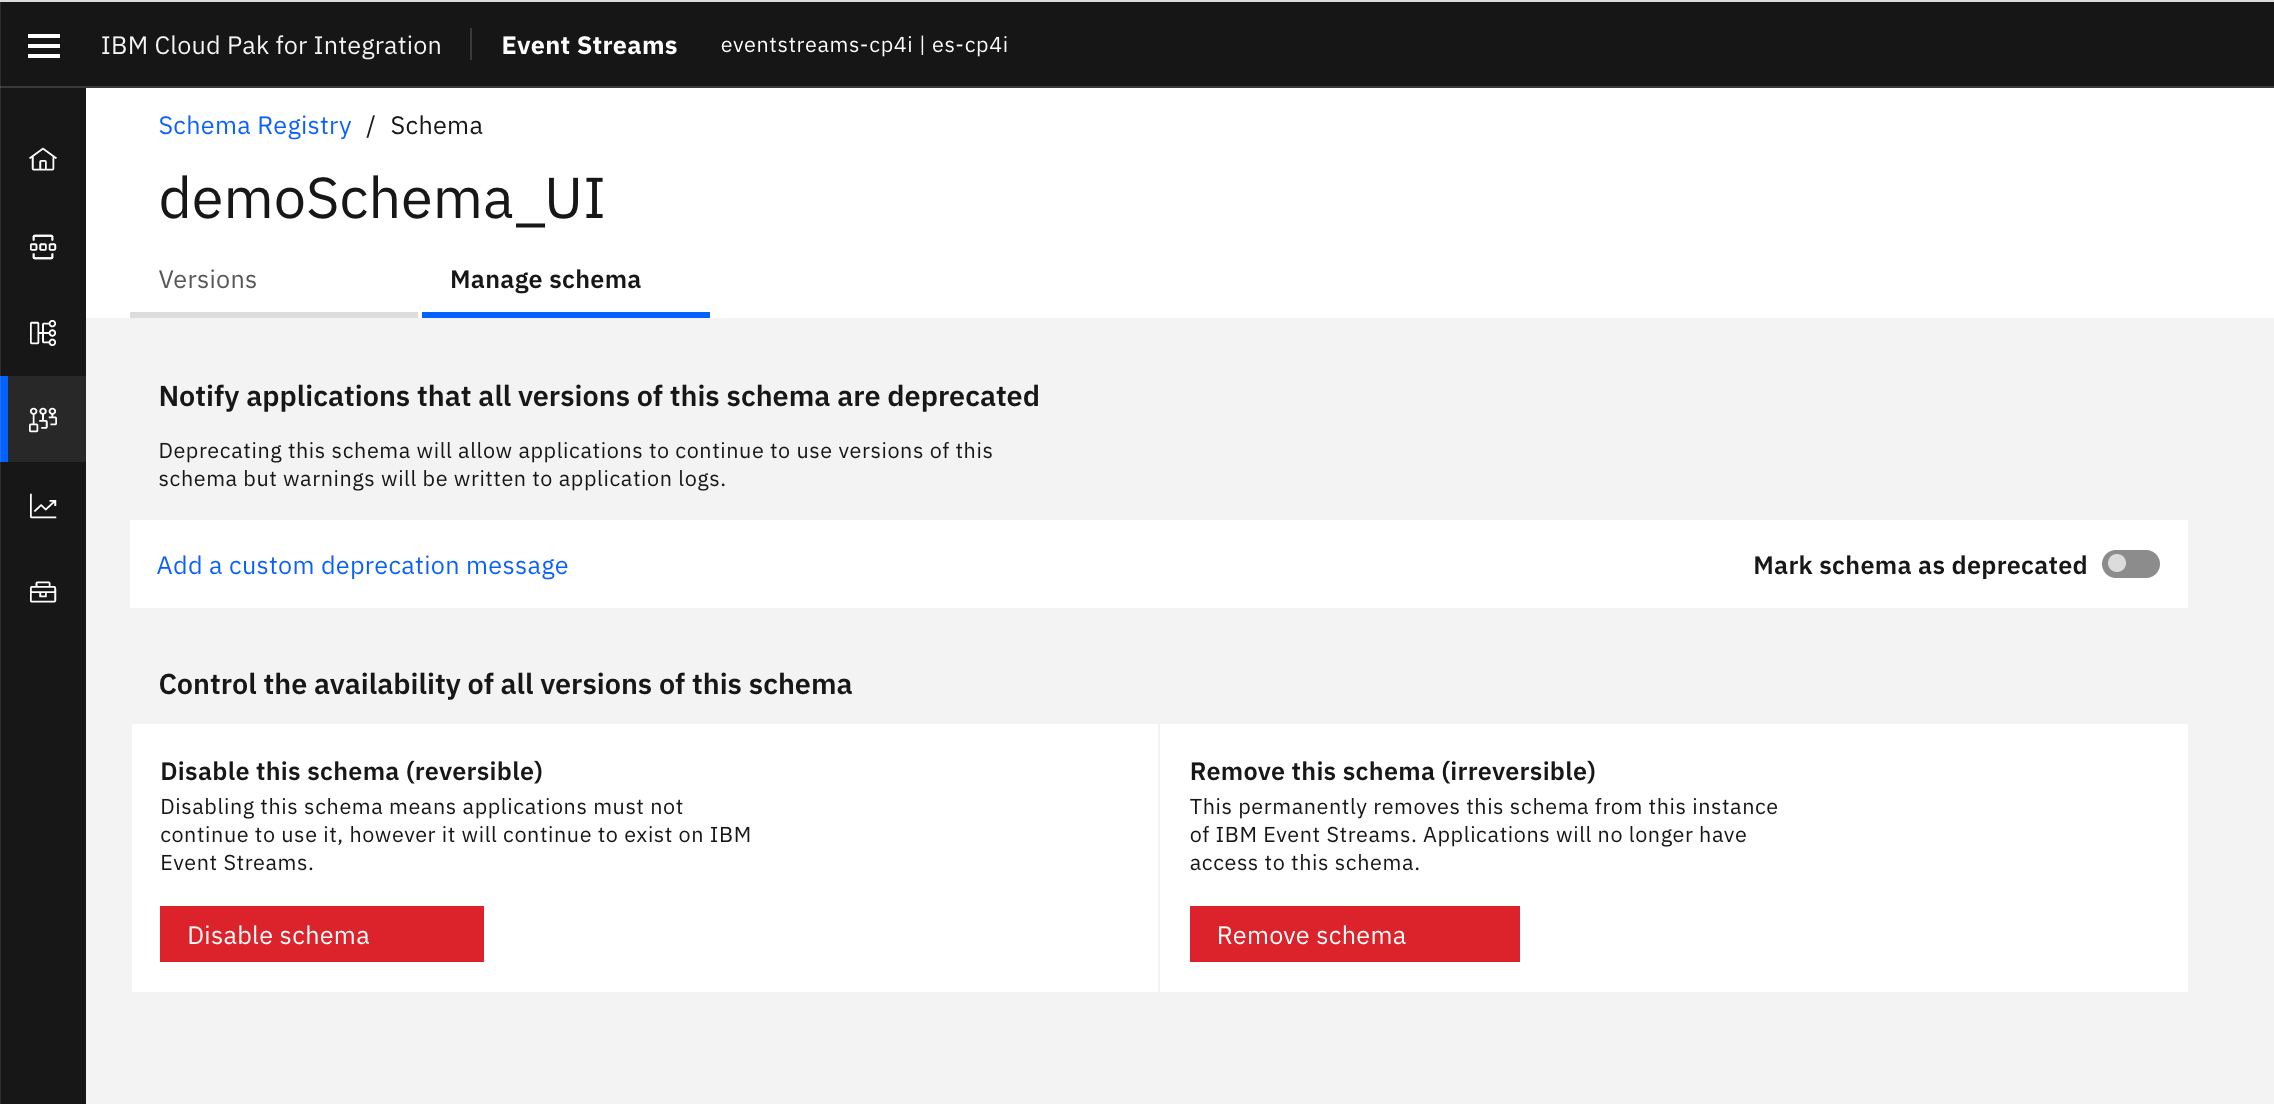 IBM Cloud Pak for Integration
Event Streams
eventstreams-cp4i | es-cp4i
Schema Registry / Schema
demoSchema_UI
Versions
Manage schema
Notify applications that all versions of this schema are deprecated
Deprecating this schema will allow applications to continue to use versions of this
schema but warnings will be written to application logs.
Add a custom deprecation message
Mark schema as deprecated
Control the availability of all versions of this schema
Disable this schema (reversible)
Disabling this schema means applications must not
continue to use it, however it will continue to exist on IBM
Event Streams.
Disable schema
Remove this schema (irreversible)
This permanently removes this schema from this instance
of IBM Event Streams. Applications will no longer have
access to this schema.
Remove schema